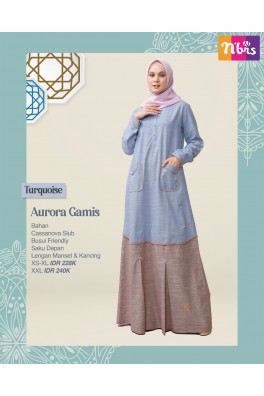 Nbrs
Turquoise
Aurora Gamis
Bahan
Cassanova Slub
Busui Friendly
Saku Depan
Lengan Manset & Kancing
XS-XL IDR 228K
XXL IDR 240K